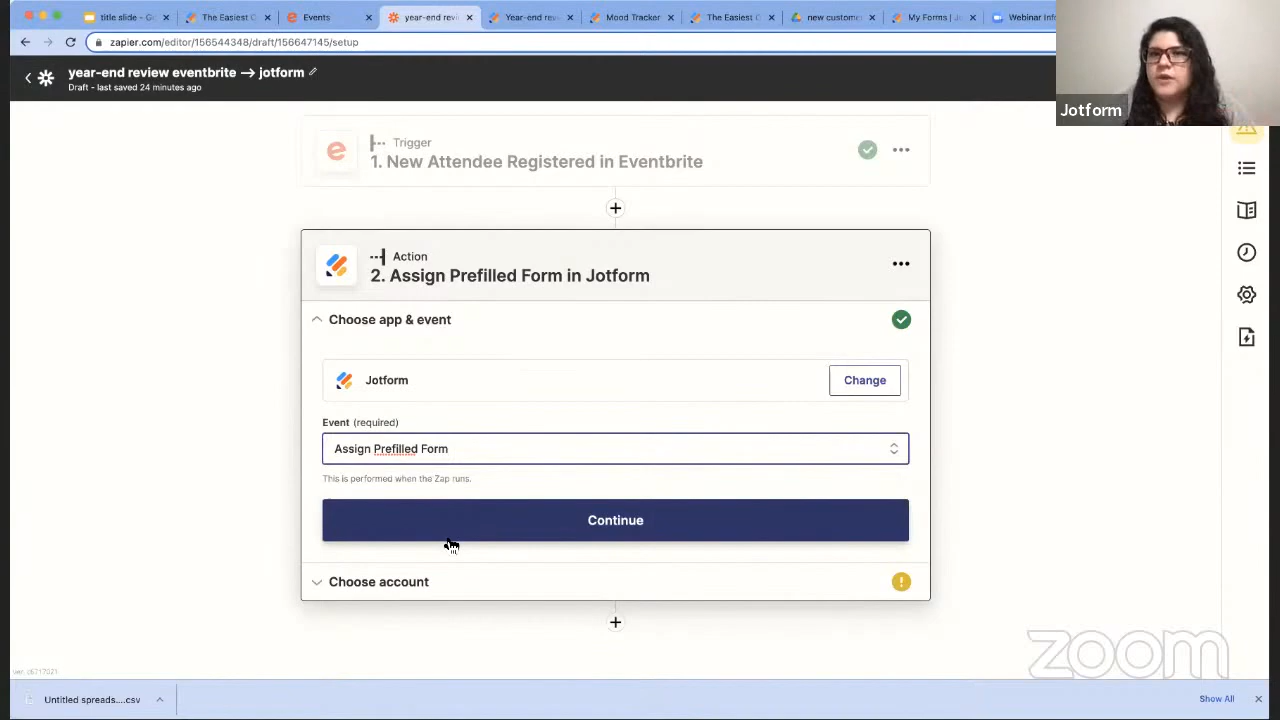 title slide - G
The Easiest C
Events
year-end revi
Year-end revi
Mood Tracker
The Easiest C
new custome
My Forms | Jo
Webinar Info
zapier.com/editor/156544348/draft/156647145/setup
year-end review eventbrite → jotform
Draft - last saved 24 minutes ago
Jotform
Trigger
1. New Attendee Registered in Eventbrite
Action
2. Assign Prefilled Form in Jotform
Choose app & event
Jotform
Change
Event (required)
Assign Prefilled Form
This is performed when the Zap runs.
Continue
Choose account
zoom
Untitled spreads....csv
Show All